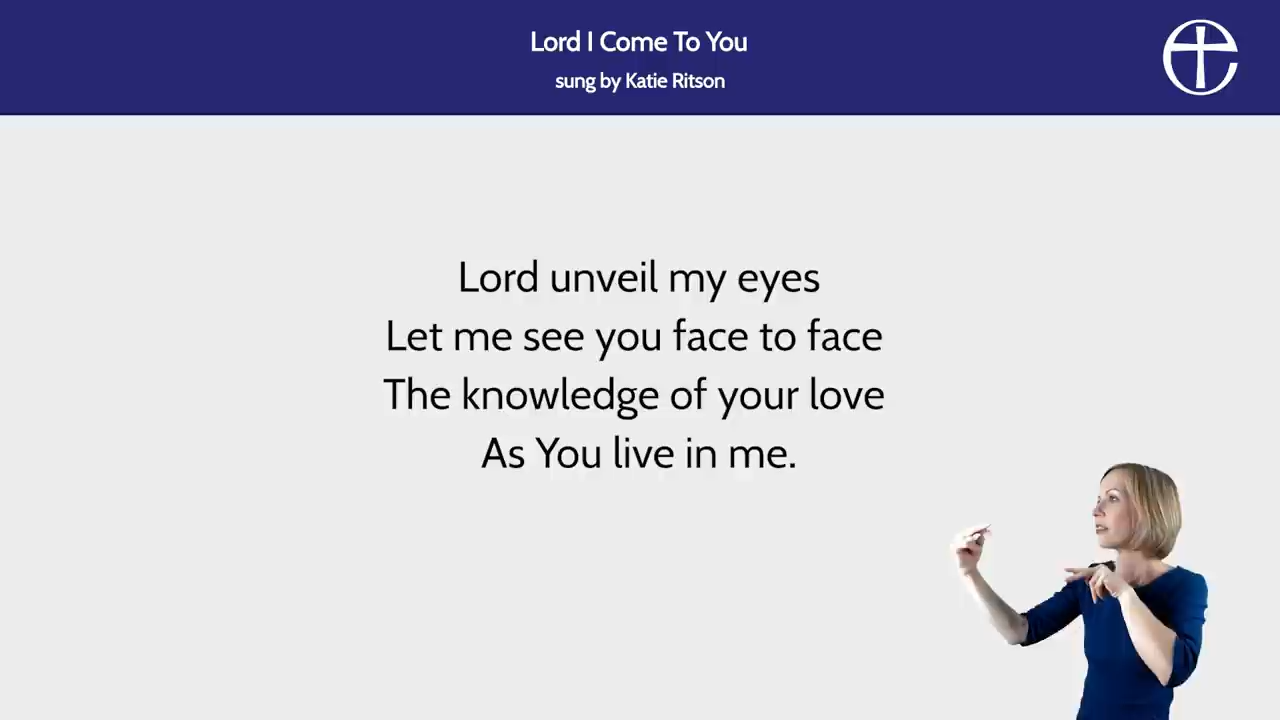 Lord I Come To You
sung by Katie Ritson
Lord unveil my eyes
Let me see you face to face
The knowledge of your love
As You live in me.